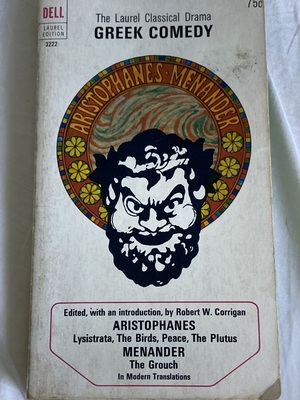 DELL
LAUREL
EDITION
3222
75c
The Laurel Classical Drama
GREEK COMEDY
ARISTOPHANES·MENANDER
Edited, with an introduction, by Robert W. Corrigan
ARISTOPHANES
Lysistrata, The Birds, Peace, The Plutus
MENANDER
The Grouch
In Modern Translations